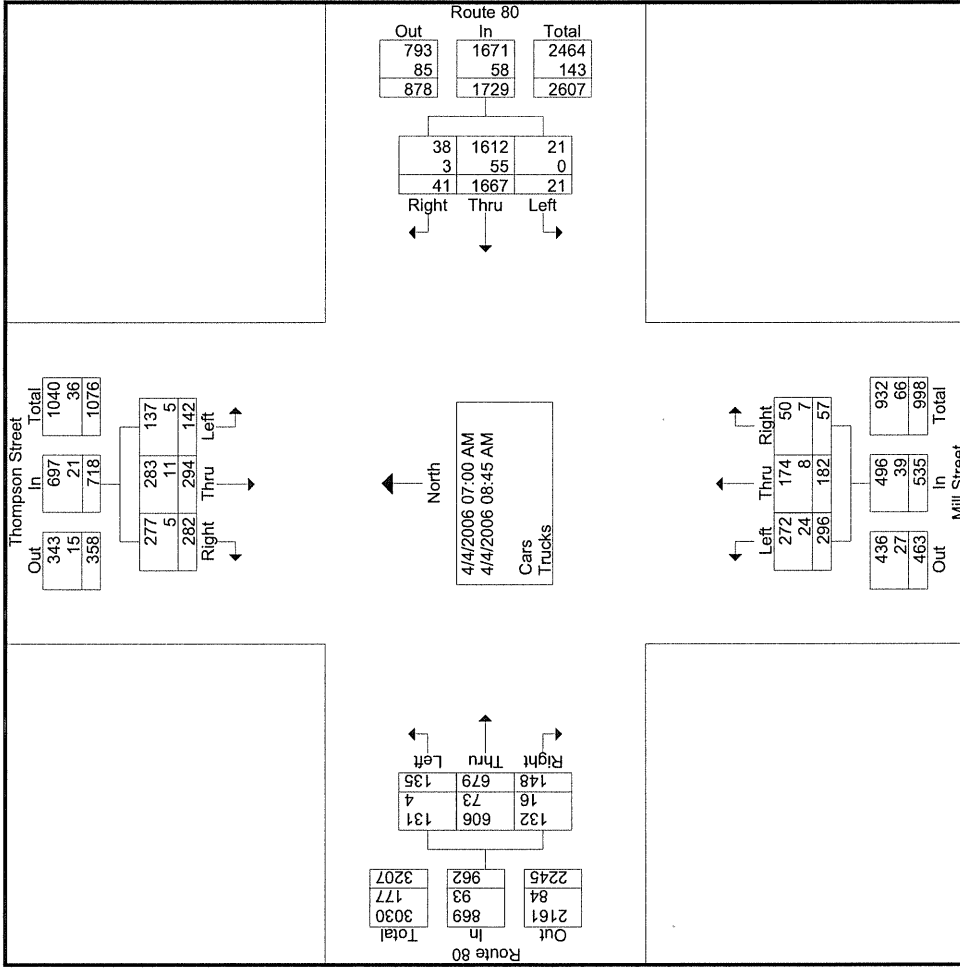 Route 80
Out In Total
793 1671 2464
85 58 143
878 1729 2607
38 1612 21
3 55 0
41 1667 21
Right Thru Left
Thompson Street
Out In Total
343 697 1040
15 21 36
358 718 1076
277 283 137
5 11 5
282 294 142
Right Thru Left
North
4/4/2006 07:00 AM
4/4/2006 08:45 AM
Cars
Trucks
Left Thru Right
272 174 50
24 8 7
296 182 57
436 496 932
27 39 66
463 535 998
Out In Total
Mill Street
Left Thru Right
135 679 148
4 73 16
131 606 132
3207 962 2245
177 93 84
3030 869 2161
Total In Out
Route 80